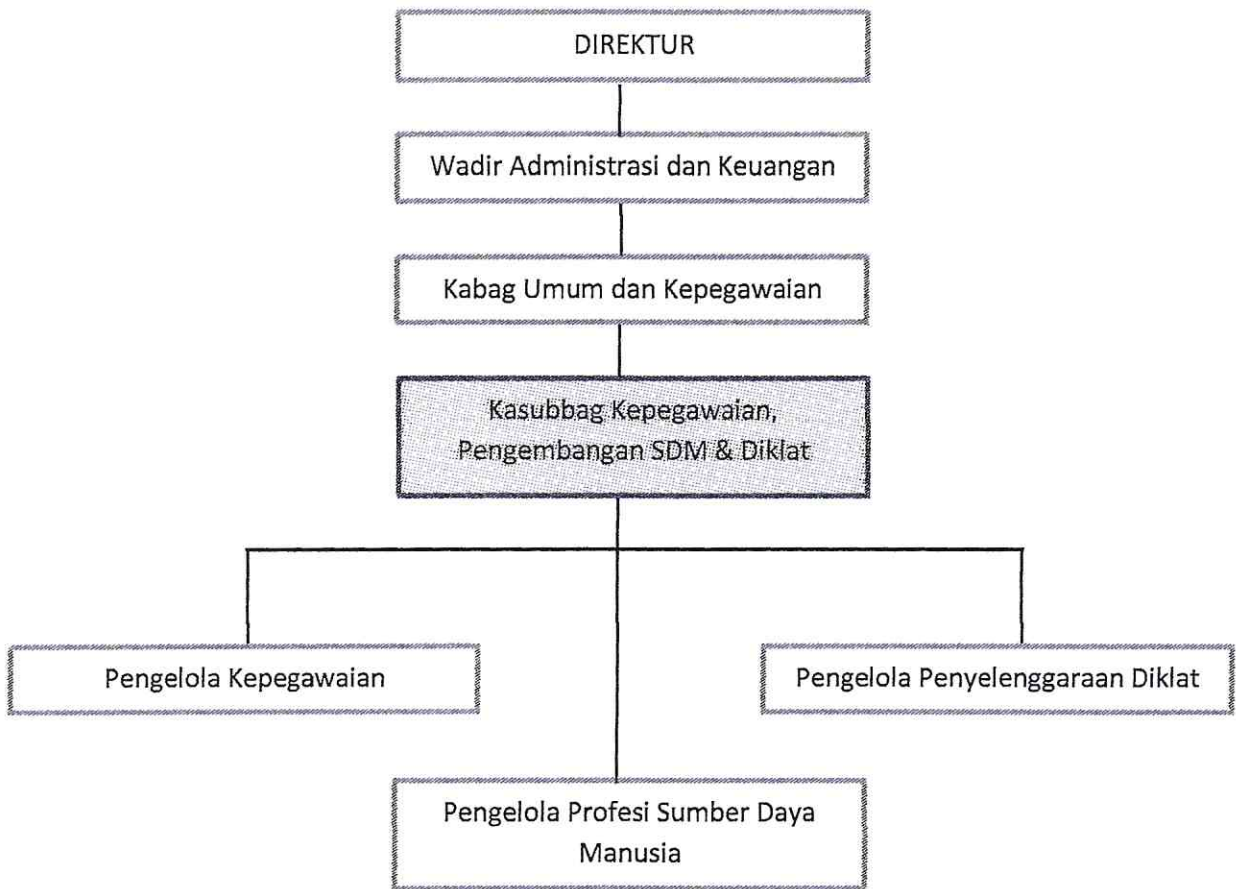 DIREKTUR
Wadir Administrasi dan Keuangan
Kabag Umum dan Kepegawaian
Kasubbag Kepegawaian,
Pengembangan SDM & Diklat
Pengelola Kepegawaian
Pengelola Penyelenggaraan Diklat
Pengelola Profesi Sumber Daya
Manusia